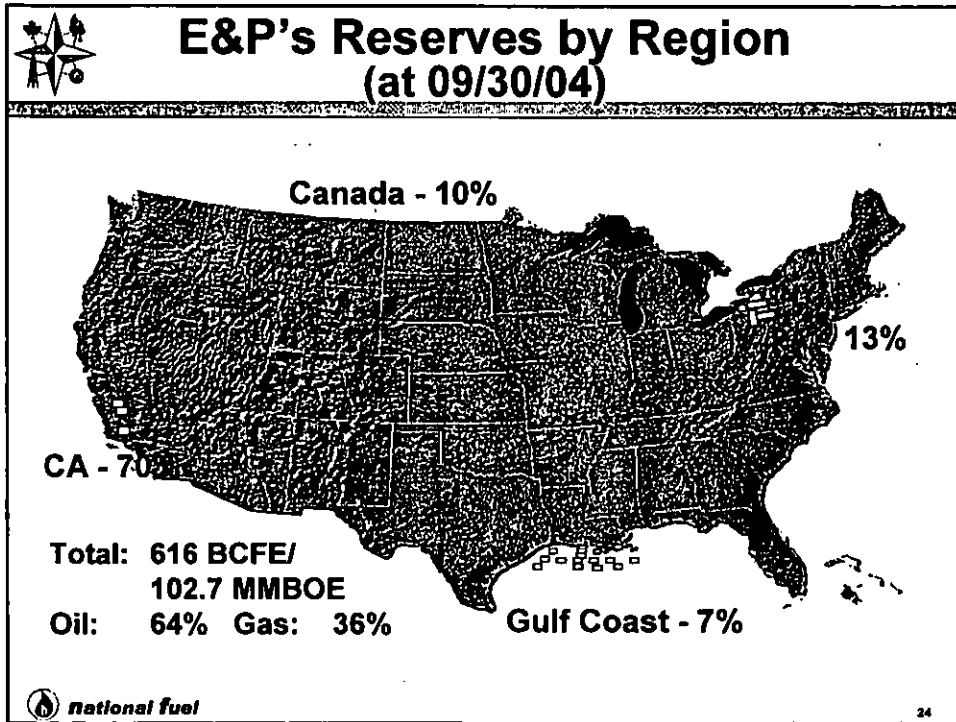 E&P's Reserves by Region
(at 09/30/04)
Canada - 10%
13%
CA - 70
Total: 616 BCFE/
102.7 MMBOE
Oil: 64% Gas: 36%
Gulf Coast - 7%
national fuel
24